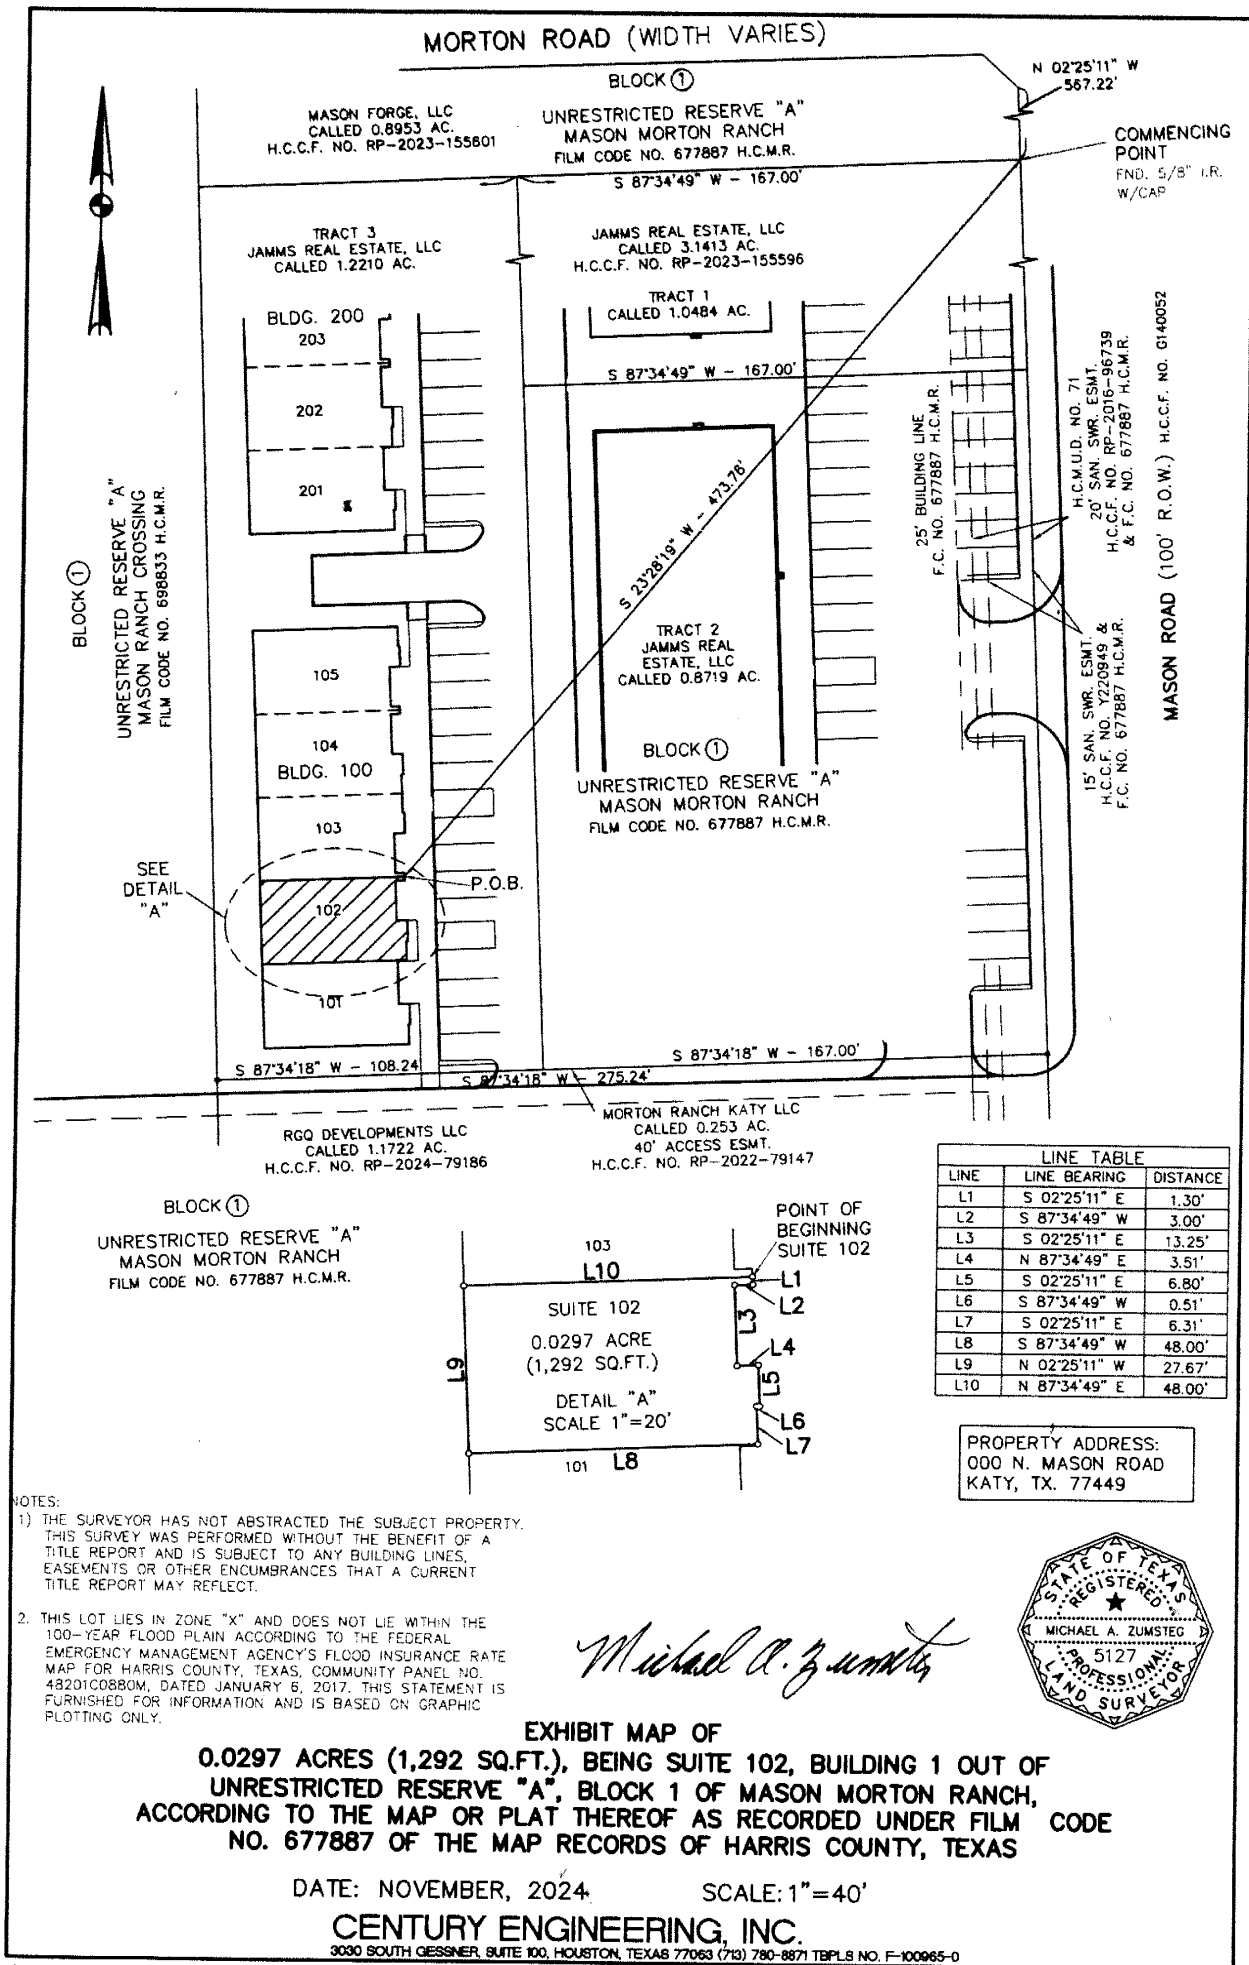 MORTON ROAD (WIDTH VARIES)
BLOCK 1
UNRESTRICTED RESERVE "A"
MASON MORTON RANCH
FILM CODE NO. 677887 H.C.M.R.
MASON FORGE, LLC
CALLED 0.8953 AC.
H.C.C.F. NO. RP-2023-155601
N 02°25'11" W
567.22'
COMMENCING
POINT
FND. 5/8" I.R.
W/CAP
S 87°34'49" W - 167.00'
TRACT 3
JAMMS REAL ESTATE, LLC
CALLED 1.2210 AC.
JAMMS REAL ESTATE, LLC
CALLED 3.1413 AC.
H.C.C.F. NO. RP-2023-155596
TRACT 1
CALLED 1.0484 AC.
BLDG. 200
203
202
201
S 87°34'49" W - 167.00'
S 23°28'19" W - 473.76'
25' BUILDING LINE
F.C. NO. 677887 H.C.M.R.
H.C.M.U.D. NO. 71
20' SAN. SWR. ESMT.
H.C.C.F. NO. RP-2016-96739
& F.C. NO. 677887 H.C.M.R.
MASON ROAD (100' R.O.W.) H.C.C.F. NO. G140052
15' SAN. SWR. ESMT.
H.C.C.F. NO. Y220949 &
F.C. NO. 677887 H.C.M.R.
BLOCK 1
UNRESTRICTED RESERVE "A"
MASON RANCH CROSSING
FILM CODE NO. 698833 H.C.M.R.
105
104
BLDG. 100
103
102
101
TRACT 2
JAMMS REAL
ESTATE, LLC
CALLED 0.8719 AC.
BLOCK 1
UNRESTRICTED RESERVE "A"
MASON MORTON RANCH
FILM CODE NO. 677887 H.C.M.R.
SEE
DETAIL
"A"
P.O.B.
S 87°34'18" W - 108.24'
S 87°34'18" W - 167.00'
S 87°34'18" W - 275.24'
RGQ DEVELOPMENTS LLC
CALLED 1.1722 AC.
H.C.C.F. NO. RP-2024-79186
MORTON RANCH KATY LLC
CALLED 0.253 AC.
40' ACCESS ESMT.
H.C.C.F. NO. RP-2022-79147
BLOCK 1
UNRESTRICTED RESERVE "A"
MASON MORTON RANCH
FILM CODE NO. 677887 H.C.M.R.
LINE TABLE
LINE LINE BEARING DISTANCE
L1 S 02°25'11" E 1.30'
L2 S 87°34'49" W 3.00'
L3 S 02°25'11" E 13.25'
L4 N 87°34'49" E 3.51'
L5 S 02°25'11" E 6.80'
L6 S 87°34'49" W 0.51'
L7 S 02°25'11" E 6.31'
L8 S 87°34'49" W 48.00'
L9 N 02°25'11" W 27.67'
L10 N 87°34'49" E 48.00'
POINT OF
BEGINNING
SUITE 102
103
L10
L1
L2
L3
L4
L5
L6
L7
L9
SUITE 102
0.0297 ACRE
(1,292 SQ.FT.)
DETAIL "A"
SCALE 1"=20'
101 L8
PROPERTY ADDRESS:
000 N. MASON ROAD
KATY, TX. 77449
NOTES:
1) THE SURVEYOR HAS NOT ABSTRACTED THE SUBJECT PROPERTY.
THIS SURVEY WAS PERFORMED WITHOUT THE BENEFIT OF A
TITLE REPORT AND IS SUBJECT TO ANY BUILDING LINES,
EASEMENTS OR OTHER ENCUMBRANCES THAT A CURRENT
TITLE REPORT MAY REFLECT.
2. THIS LOT LIES IN ZONE "X" AND DOES NOT LIE WITHIN THE
100-YEAR FLOOD PLAIN ACCORDING TO THE FEDERAL
EMERGENCY MANAGEMENT AGENCY'S FLOOD INSURANCE RATE
MAP FOR HARRIS COUNTY, TEXAS, COMMUNITY PANEL NO.
48201C0880M, DATED JANUARY 6, 2017. THIS STATEMENT IS
FURNISHED FOR INFORMATION AND IS BASED ON GRAPHIC
PLOTTING ONLY.
Michael A. Zumsteg
STATE OF TEXAS
REGISTERED
MICHAEL A. ZUMSTEG
5127
PROFESSIONAL
LAND SURVEYOR
EXHIBIT MAP OF
0.0297 ACRES (1,292 SQ.FT.), BEING SUITE 102, BUILDING 1 OUT OF
UNRESTRICTED RESERVE "A", BLOCK 1 OF MASON MORTON RANCH,
ACCORDING TO THE MAP OR PLAT THEREOF AS RECORDED UNDER FILM CODE
NO. 677887 OF THE MAP RECORDS OF HARRIS COUNTY, TEXAS
DATE: NOVEMBER, 2024 SCALE: 1"=40'
CENTURY ENGINEERING, INC.
3030 SOUTH GESSNER, SUITE 100, HOUSTON, TEXAS 77063 (713) 780-8871 TBPLS NO. F-100965-0